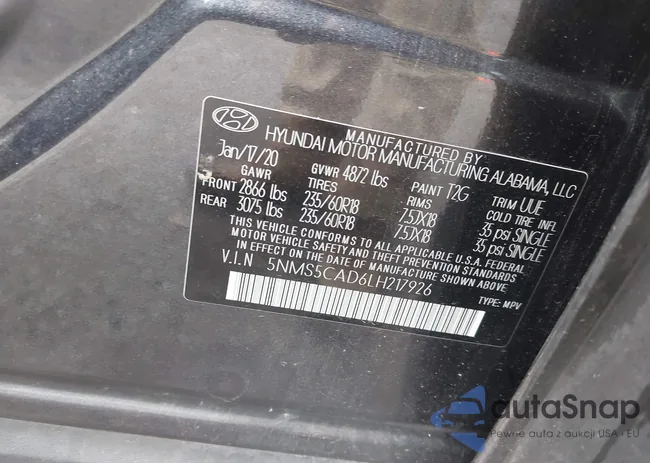 MANUFACTURED BY
HYUNDAI MOTOR MANUFACTURING ALABAMA, LLC
Jan/17/20 GVWR 4872 lbs PAINT T2G TRIM UUE
GAWR TIRES RIMS COLD TIRE INFL
FRONT 2866 lbs 235/60R18 7.5JX18 35 psi SINGLE
REAR 3075 lbs 235/60R18 7.5JX18 35 psi SINGLE
THIS VEHICLE CONFORMS TO ALL APPLICABLE U.S.A. FEDERAL
MOTOR VEHICLE SAFETY AND THEFT PREVENTION STANDARDS
IN EFFECT ON THE DATE OF MANUFACTURE SHOWN ABOVE
V.I.N 5NMS5CAD6LH217926
TYPE: MPV
autaSnap
Pewne auta z aukcji USA i EU